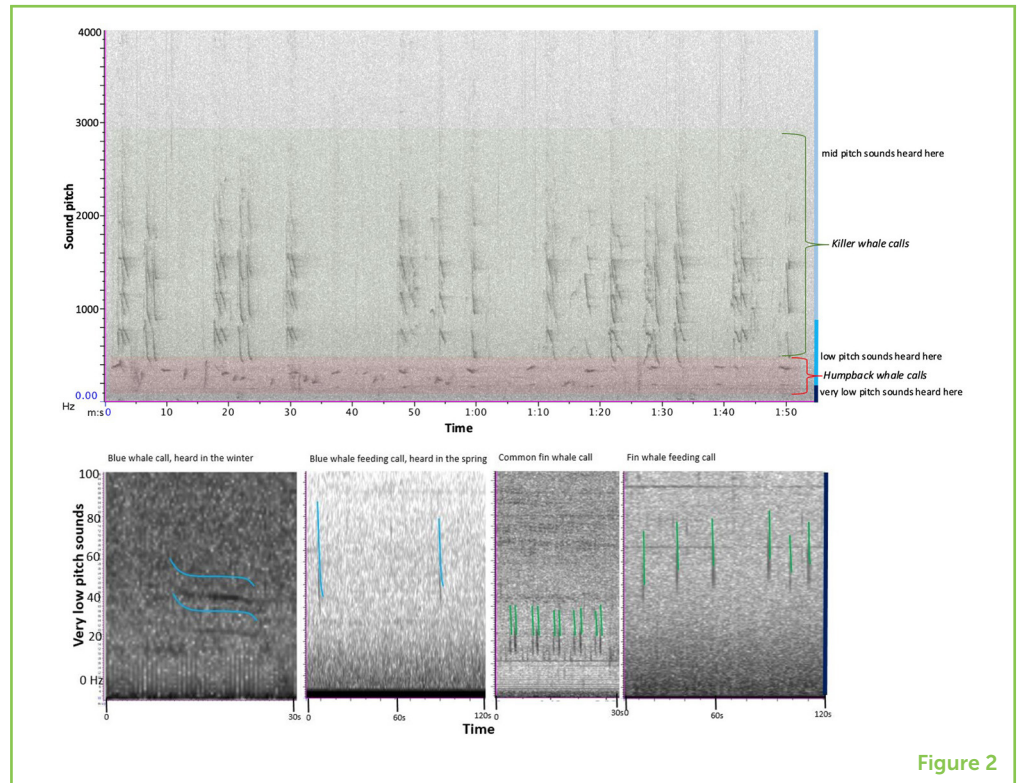 4000
3000
2000
1000
0.00
Hz
Sound pitch
m:s0 10 20 30 40 50 1:00 1:10 1:20 1:30 1:40 1:50
Time
mid pitch sounds heard here
Killer whale calls
low pitch sounds heard here
Humpback whale calls
very low pitch sounds heard here
Blue whale call, heard in the winter
Blue whale feeding call, heard in the spring
Common fin whale call
Fin whale feeding call
Very low pitch sounds
100
80
60
40
20
0 Hz
0 30s
0 60s 120s
0 30s
0 60s 120s
Time
Figure 2